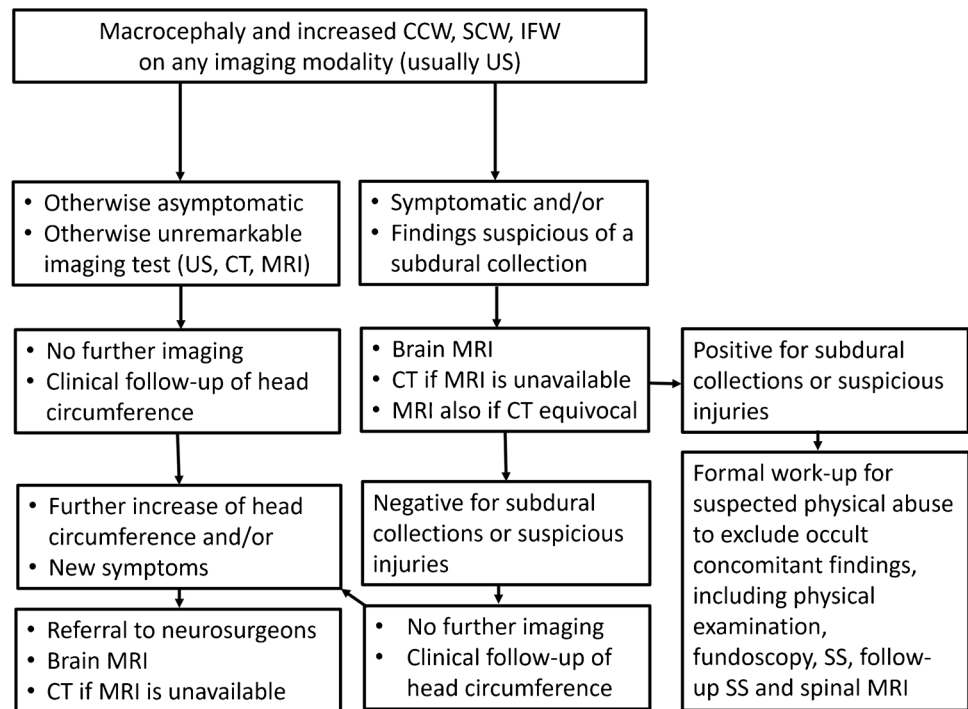 Macrocephaly and increased CCW, SCW, IFW
on any imaging modality (usually US)
• Otherwise asymptomatic
• Otherwise unremarkable
imaging test (US, CT, MRI)
• Symptomatic and/or
• Findings suspicious of a
subdural collection
• No further imaging
• Clinical follow-up of head
circumference
• Brain MRI
• CT if MRI is unavailable
• MRI also if CT equivocal
Positive for subdural
collections or suspicious
injuries
• Further increase of head
circumference and/or
• New symptoms
Negative for subdural
collections or suspicious
injuries
Formal work-up for
suspected physical abuse
to exclude occult
concomitant findings,
including physical
examination,
fundoscopy, SS, follow-
up SS and spinal MRI
• Referral to neurosurgeons
• Brain MRI
• CT if MRI is unavailable
• No further imaging
• Clinical follow-up of
head circumference